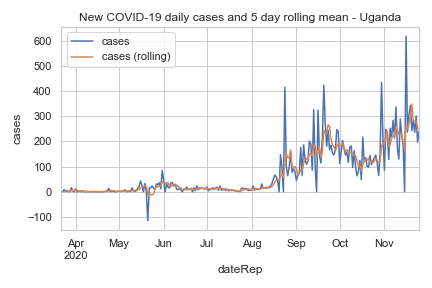 New COVID-19 daily cases and 5 day rolling mean - Uganda
cases
cases (rolling)
600
500
400
300
200
100
0
−100
cases
Apr
2020
May
Jun
Jul
Aug
Sep
Oct
Nov
dateRep